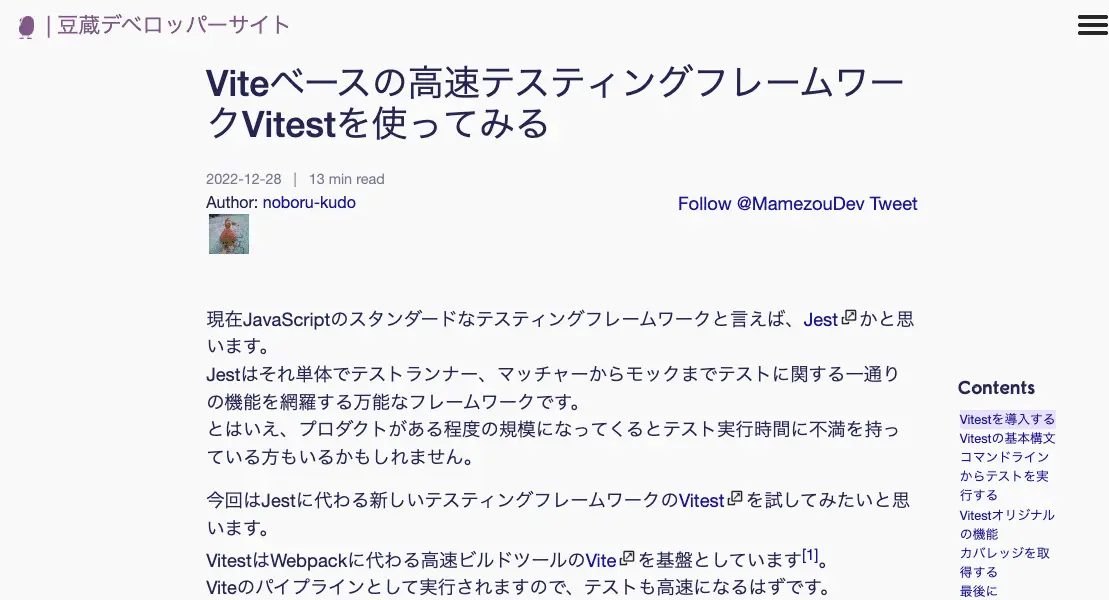 | 豆蔵デベロッパーサイト
Viteベースの高速テスティングフレームワー
クVitestを使ってみる
2022-12-28 | 13 min read
Author: noboru-kudo
Follow @MamezouDev Tweet
現在JavaScriptのスタンダードなテスティングフレームワークと言えば、Jestかと思
います。
Jestはそれ単体でテストランナー、マッチャーからモックまでテストに関する一通り
の機能を網羅する万能なフレームワークです。
とはいえ、プロダクトがある程度の規模になってくるとテスト実行時間に不満を持っ
ている方もいるかもしれません。
今回はJestに代わる新しいテスティングフレームワークのVitestを試してみたいと思
います。
VitestはWebpackに代わる高速ビルドツールのViteを基盤としています[1]。
Viteのパイプラインとして実行されますので、テストも高速になるはずです。
Contents
Vitestを導入する
Vitestの基本構文
コマンドライン
からテストを実
行する
Vitestオリジナル
の機能
カバレッジを取
得する
最後に